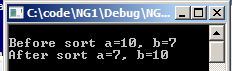 C:\code\NG1\Debug\NG...
Before sort a=10, b=7
After sort a=7, b=10